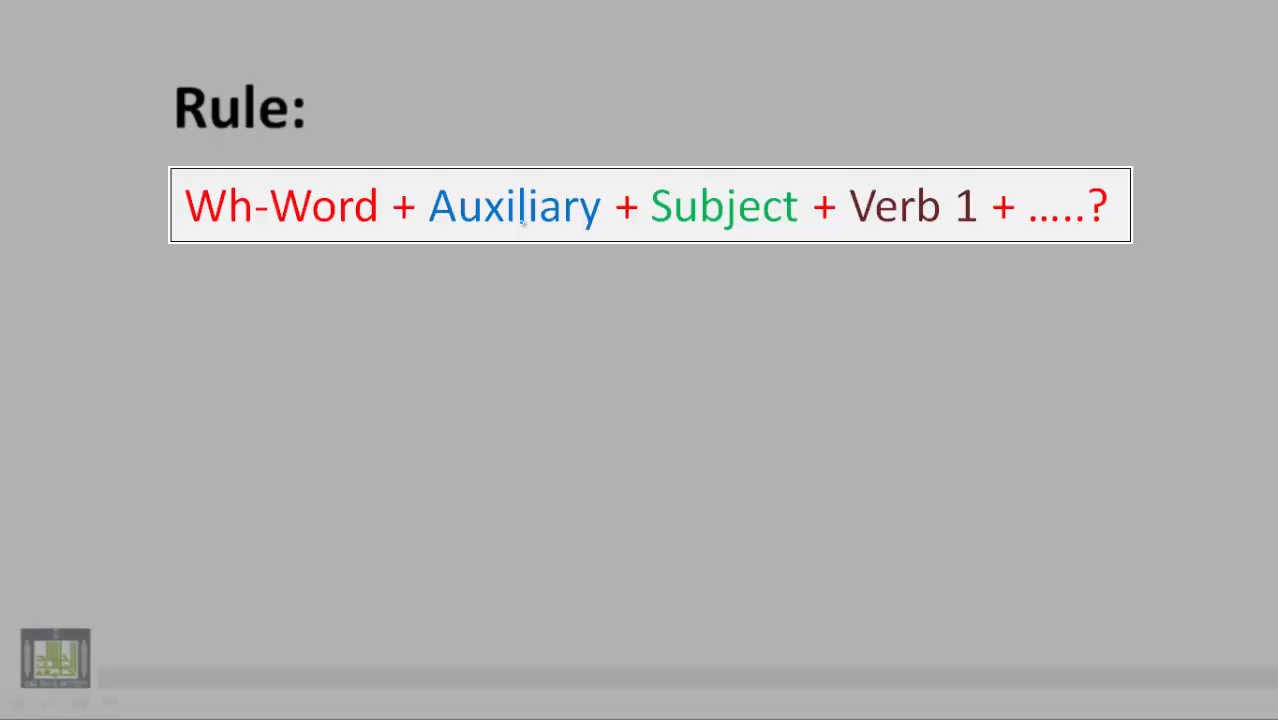 Rule:
Wh-Word + Auxiliary + Subject + Verb 1 + .....?